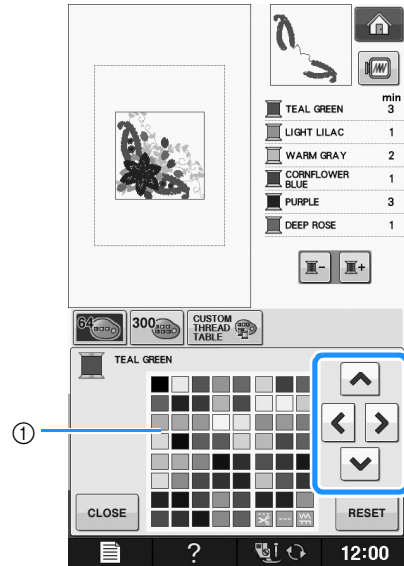 min
TEAL GREEN 3
LIGHT LILAC 1
WARM GRAY 2
CORNFLOWER
BLUE 1
PURPLE 3
DEEP ROSE 1
- +
64 300 CUSTOM
THREAD
TABLE
TEAL GREEN
①
CLOSE RESET
? 12:00